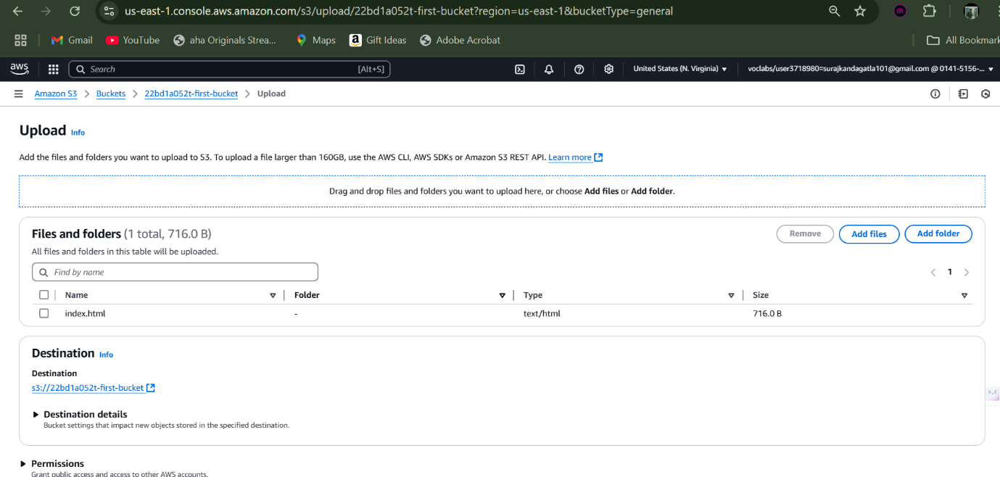 us-east-1.console.aws.amazon.com/s3/upload/22bd1a052t-first-bucket?region=us-east-1&bucketType=general
Gmail YouTube aha Originals Strea... Maps Gift Ideas Adobe Acrobat All Bookmark
aws Search [Alt+S] United States (N. Virginia) voclabs/user3718980=surajkandagatla101@gmail.com @ 0141-5156-...
Amazon S3 Buckets 22bd1a052t-first-bucket Upload
Upload Info
Add the files and folders you want to upload to S3. To upload a file larger than 160GB, use the AWS CLI, AWS SDKs or Amazon S3 REST API. Learn more
Drag and drop files and folders you want to upload here, or choose Add files or Add folder.
Files and folders (1 total, 716.0 B) Remove Add files Add folder
All files and folders in this table will be uploaded.
Find by name 1
Name Folder Type Size
index.html - text/html 716.0 B
Destination Info
Destination
s3://22bd1a052t-first-bucket
Destination details
Bucket settings that impact new objects stored in the specified destination.
Permissions
Grant public access and access to other AWS accounts.